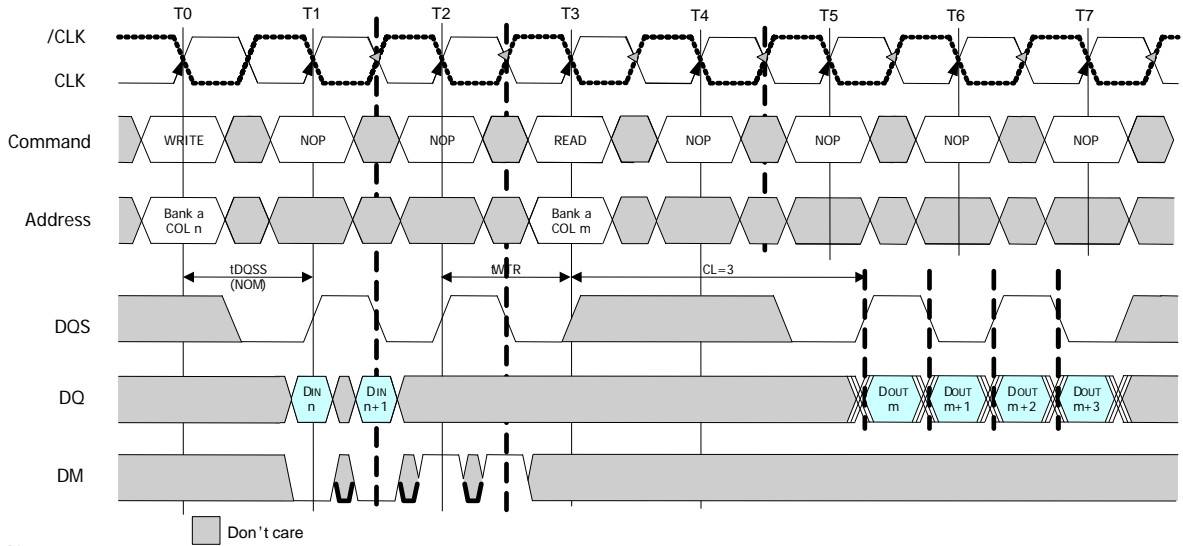 T0 T1 T2 T3 T4 T5 T6 T7
/CLK
CLK
Command WRITE NOP NOP READ NOP NOP NOP NOP
Address Bank a COL n Bank a COL m
tDQSS (NOM) tWTR CL=3
DQS
DQ DIN n DIN n+1 DOUT m DOUT m+1 DOUT m+2 DOUT m+3
DM
Don't care